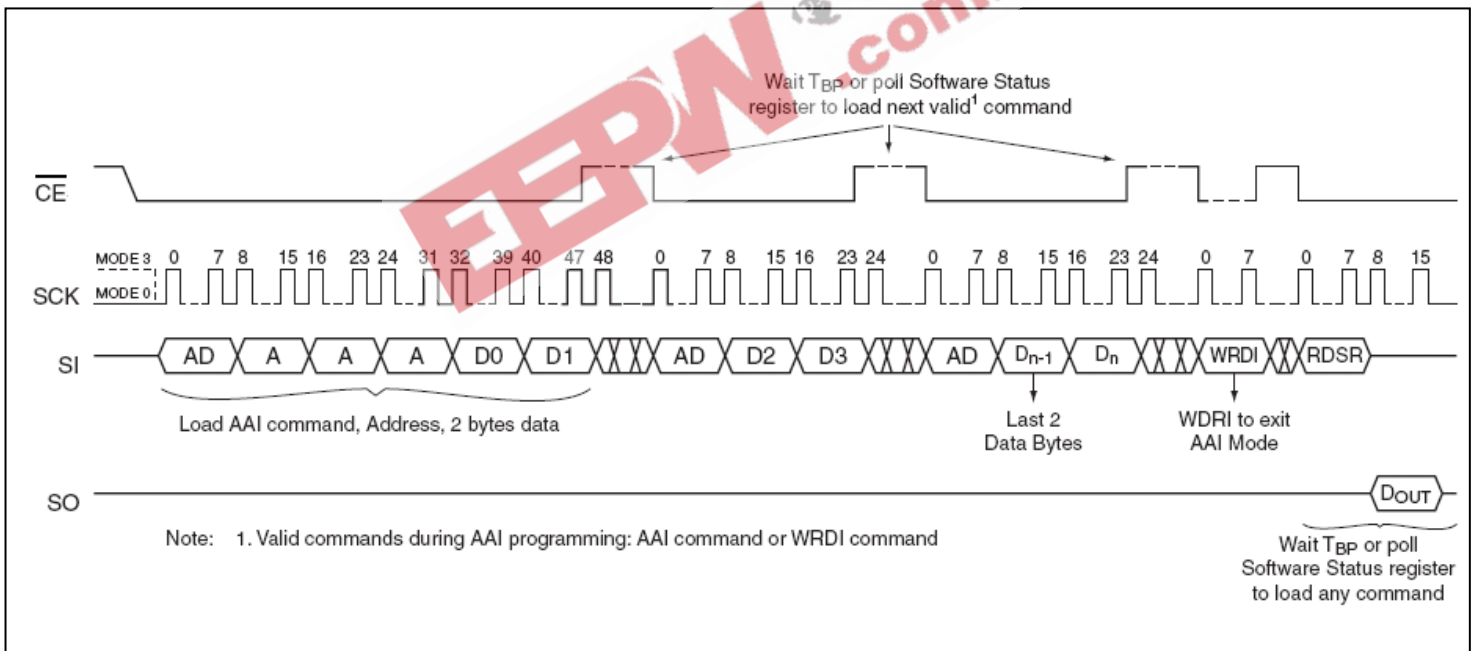 EEPW .com
Wait TBP or poll Software Status
register to load next valid1 command
CE
MODE 3 0 7 8 15 16 23 24 31 32 39 40 47 48 0 7 8 15 16 23 24 0 7 8 15 16 23 24 0 7 0 7 8 15
SCK MODE 0
SI AD A A A D0 D1 AD D2 D3 AD Dn-1 Dn WRDI RDSR
Load AAI command, Address, 2 bytes data
Last 2
Data Bytes
WDRI to exit
AAI Mode
SO DOUT
Note: 1. Valid commands during AAI programming: AAI command or WRDI command
Wait TBP or poll
Software Status register
to load any command